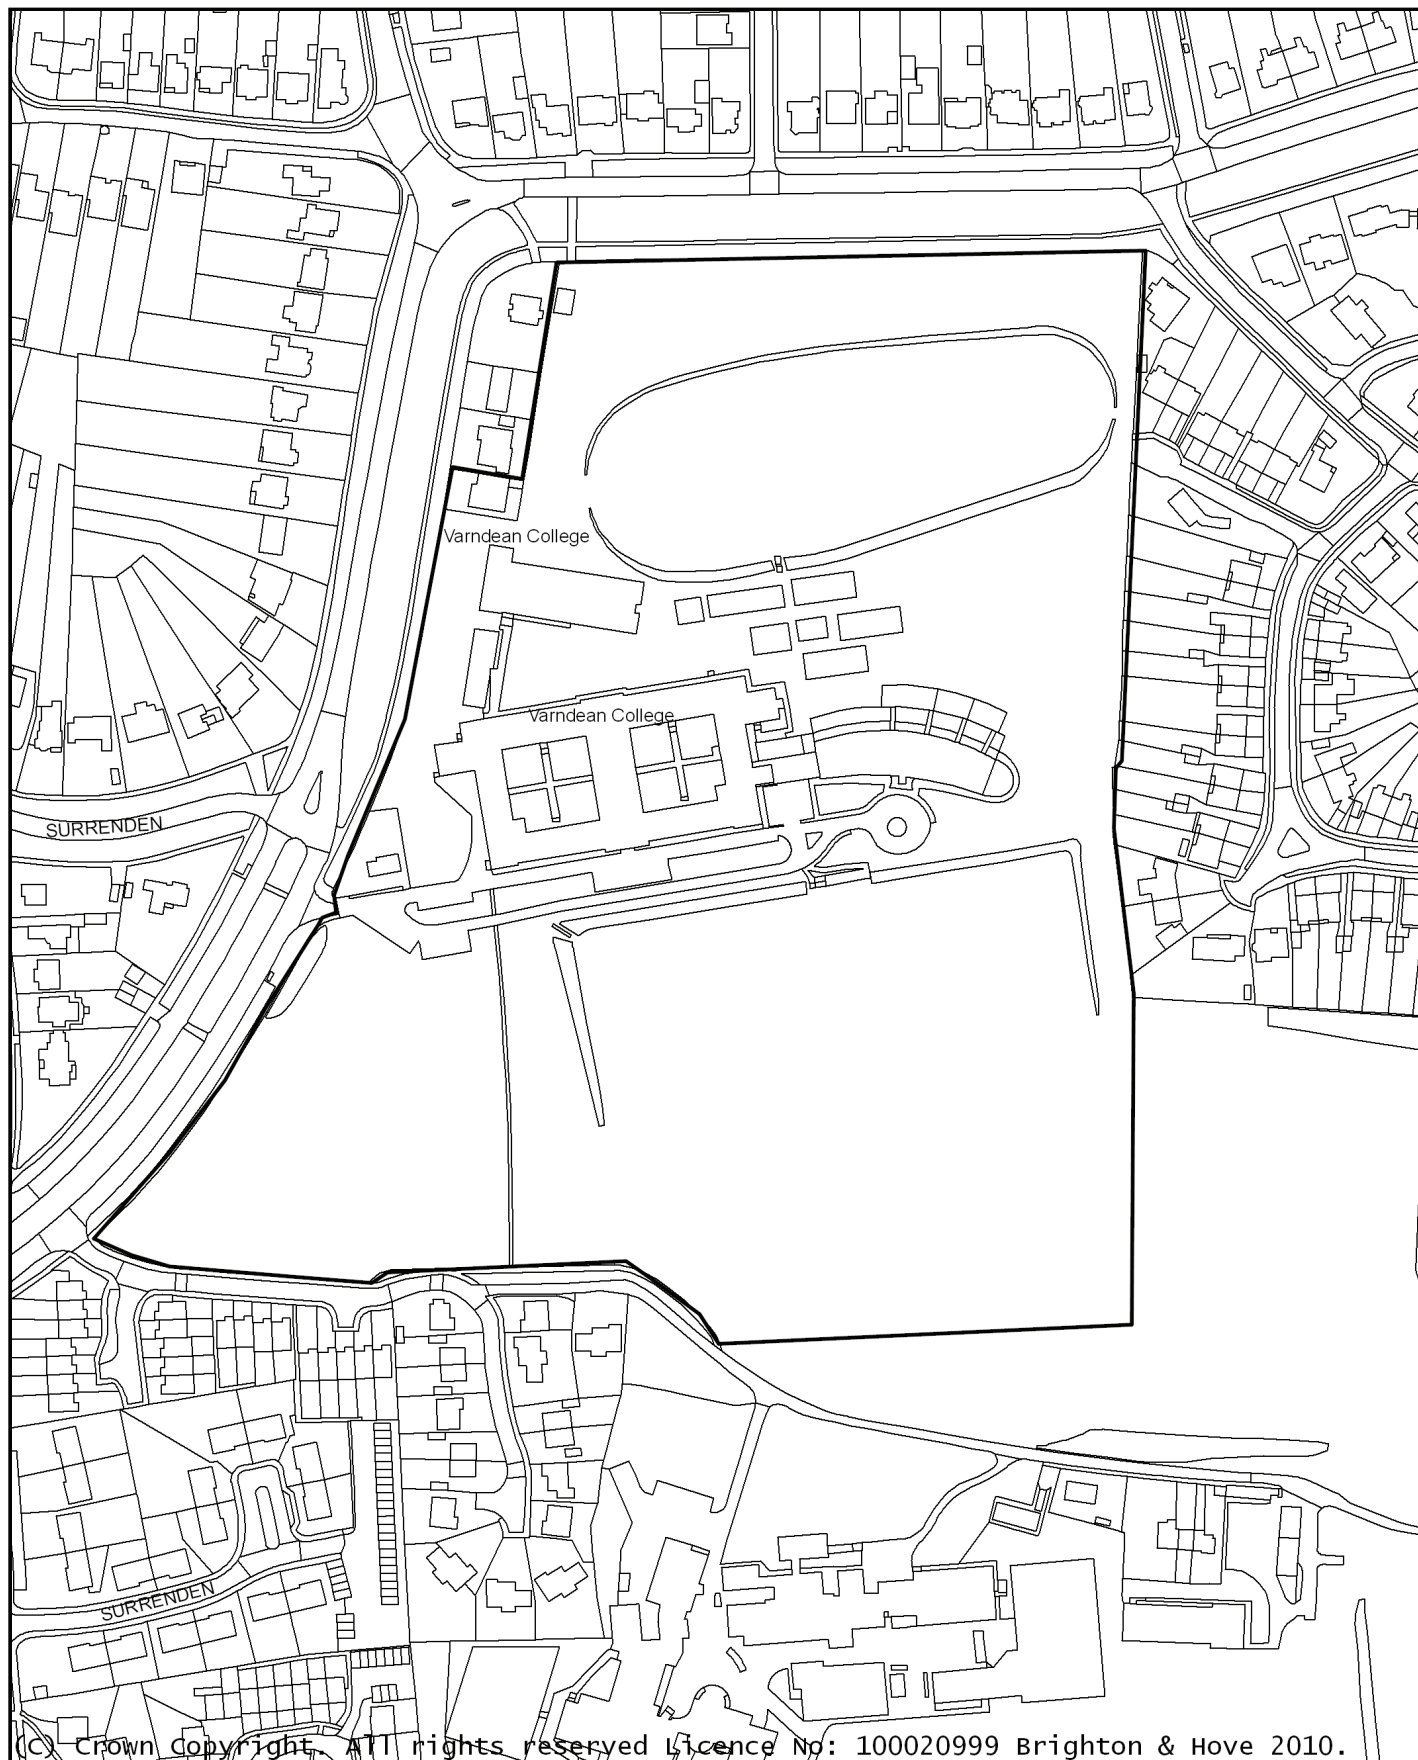 Varndean College
Varndean College
SURRENDEN
SURRENDEN
(C) Crown Copyright. All rights reserved Licence No: 100020999 Brighton & Hove 2010.